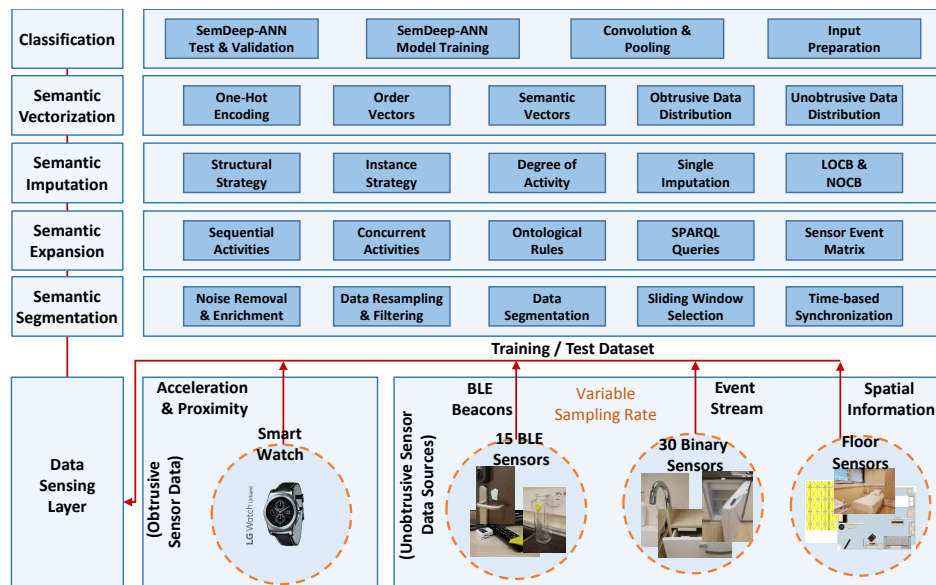 Classification
SemDeep-ANN
Test & Validation
SemDeep-ANN
Model Training
Convolution &
Pooling
Input
Preparation
Semantic
Vectorization
One-Hot
Encoding
Order
Vectors
Semantic
Vectors
Obtrusive Data
Distribution
Unobtrusive Data
Distribution
Semantic
Imputation
Structural
Strategy
Instance
Strategy
Degree of
Activity
Single
Imputation
LOCB &
NOCB
Semantic
Expansion
Sequential
Activities
Concurrent
Activities
Ontological
Rules
SPARQL
Queries
Sensor Event
Matrix
Semantic
Segmentation
Noise Removal
& Enrichment
Data Resampling
& Filtering
Data
Segmentation
Sliding Window
Selection
Time-based
Synchronization
Training / Test Dataset
Data
Sensing
Layer
(Obtrusive
Sensor Data)
Acceleration
& Proximity
Smart
Watch
LG Watch Urbane
(Unobtrusive Sensor
Data Sources)
BLE
Beacons
Variable
Sampling Rate
Event
Stream
Spatial
Information
15 BLE
Sensors
30 Binary
Sensors
Floor
Sensors